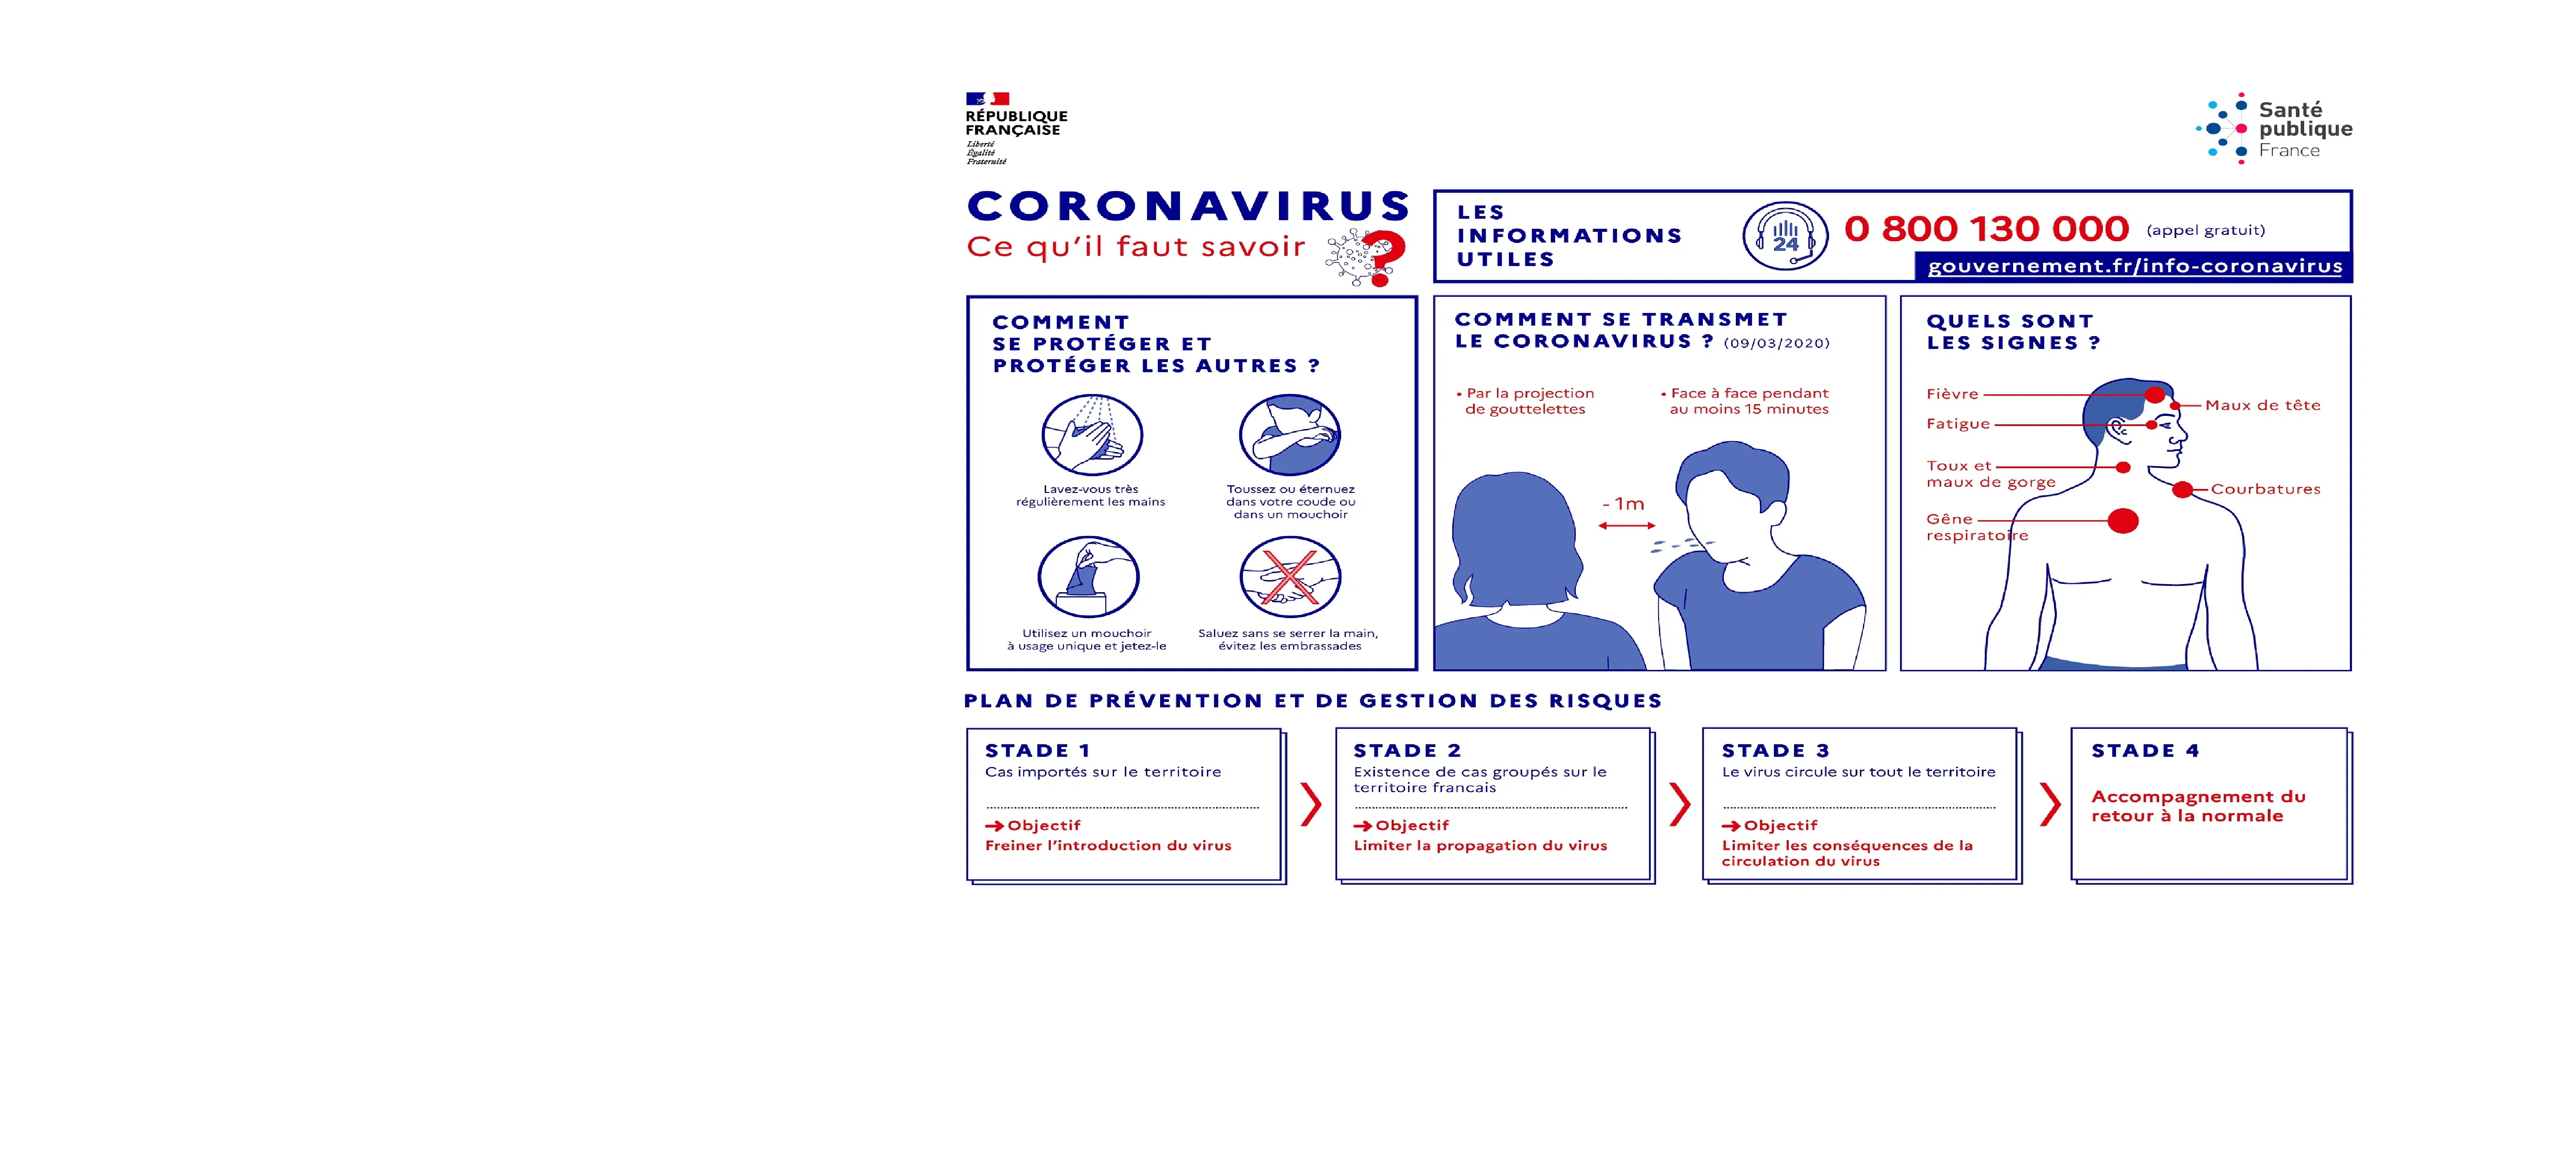 RÉPUBLIQUE
FRANÇAISE
Liberté
Égalité
Fraternité
Santé
publique
France
CORONAVIRUS
Ce qu'il faut savoir
?
LES
INFORMATIONS
UTILES
24
0 800 130 000 (appel gratuit)
gouvernement.fr/info-coronavirus
COMMENT
SE PROTÉGER ET
PROTÉGER LES AUTRES ?
Lavez-vous très
régulièrement les mains
Toussez ou éternuez
dans votre coude ou
dans un mouchoir
Utilisez un mouchoir
à usage unique et jetez-le
Saluez sans se serrer la main,
évitez les embrassades
COMMENT SE TRANSMET
LE CORONAVIRUS ? (09/03/2020)
• Par la projection
de gouttelettes
• Face à face pendant
au moins 15 minutes
- 1m
QUELS SONT
LES SIGNES ?
Fièvre
Maux de tête
Fatigue
Toux et
maux de gorge
Courbatures
Gêne
respiratoire
PLAN DE PRÉVENTION ET DE GESTION DES RISQUES
STADE 1
Cas importés sur le territoire
→ Objectif
Freiner l'introduction du virus
STADE 2
Existence de cas groupés sur le
territoire francais
→ Objectif
Limiter la propagation du virus
STADE 3
Le virus circule sur tout le territoire
→ Objectif
Limiter les conséquences de la
circulation du virus
STADE 4
Accompagnement du
retour à la normale